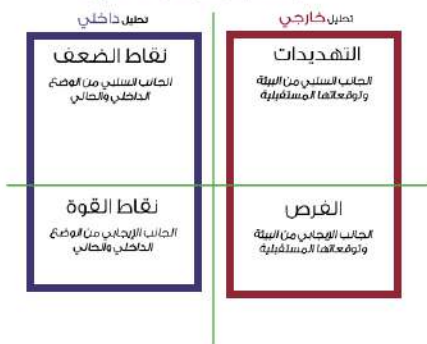 تحليل خارجي
التهديدات
الجانب السلبي من البيئة
وتوقعاتها المستقبلية
الفرص
الجانب الإيجابي من البيئة
وتوقعاتها المستقبلية
تحليل داخلي
نقاط الضعف
الجانب السلبي من الوضع
الداخلي والحالي
نقاط القوة
الجانب الإيجابي من الوضع
الداخلي والحالي